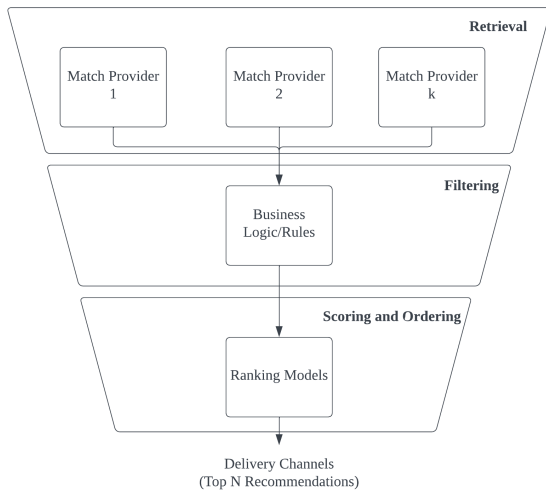 Retrieval
Match Provider
1
Match Provider
2
Match Provider
k
Filtering
Business
Logic/Rules
Scoring and Ordering
Ranking Models
Delivery Channels
(Top N Recommendations)